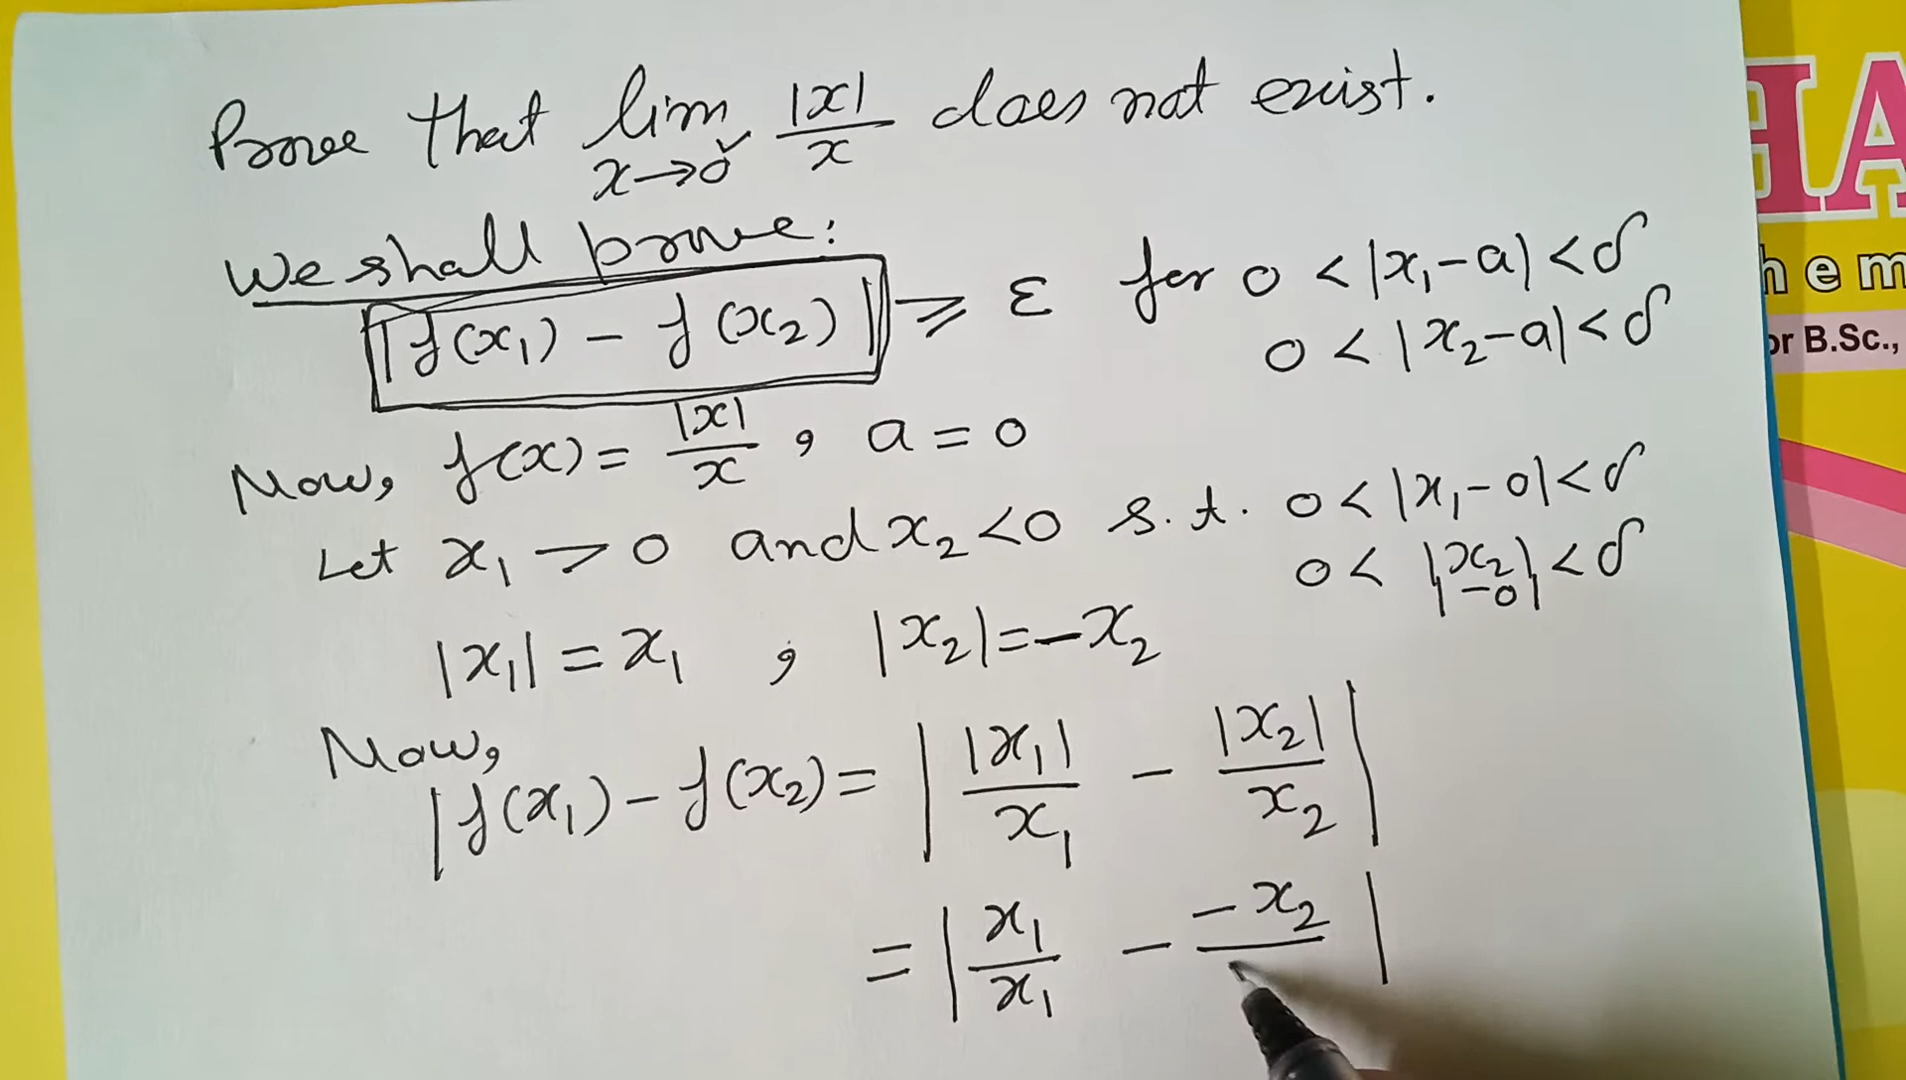 Prove that lim x→0 |x|/x does not exist.
We shall prove:
|f(x₁) - f(x₂)| ≥ ε for 0 < |x₁-a| < δ
0 < |x₂-a| < δ
Now, f(x) = |x|/x , a = 0
Let x₁ > 0 and x₂ < 0 s.t. 0 < |x₁-0| < δ
0 < |x₂-0| < δ
|x₁| = x₁ , |x₂| = -x₂
Now,
|f(x₁) - f(x₂) = | |x₁|/x₁ - |x₂|/x₂ |
= | x₁/x₁ - -x₂/ |
HA
hem
or B.Sc.,